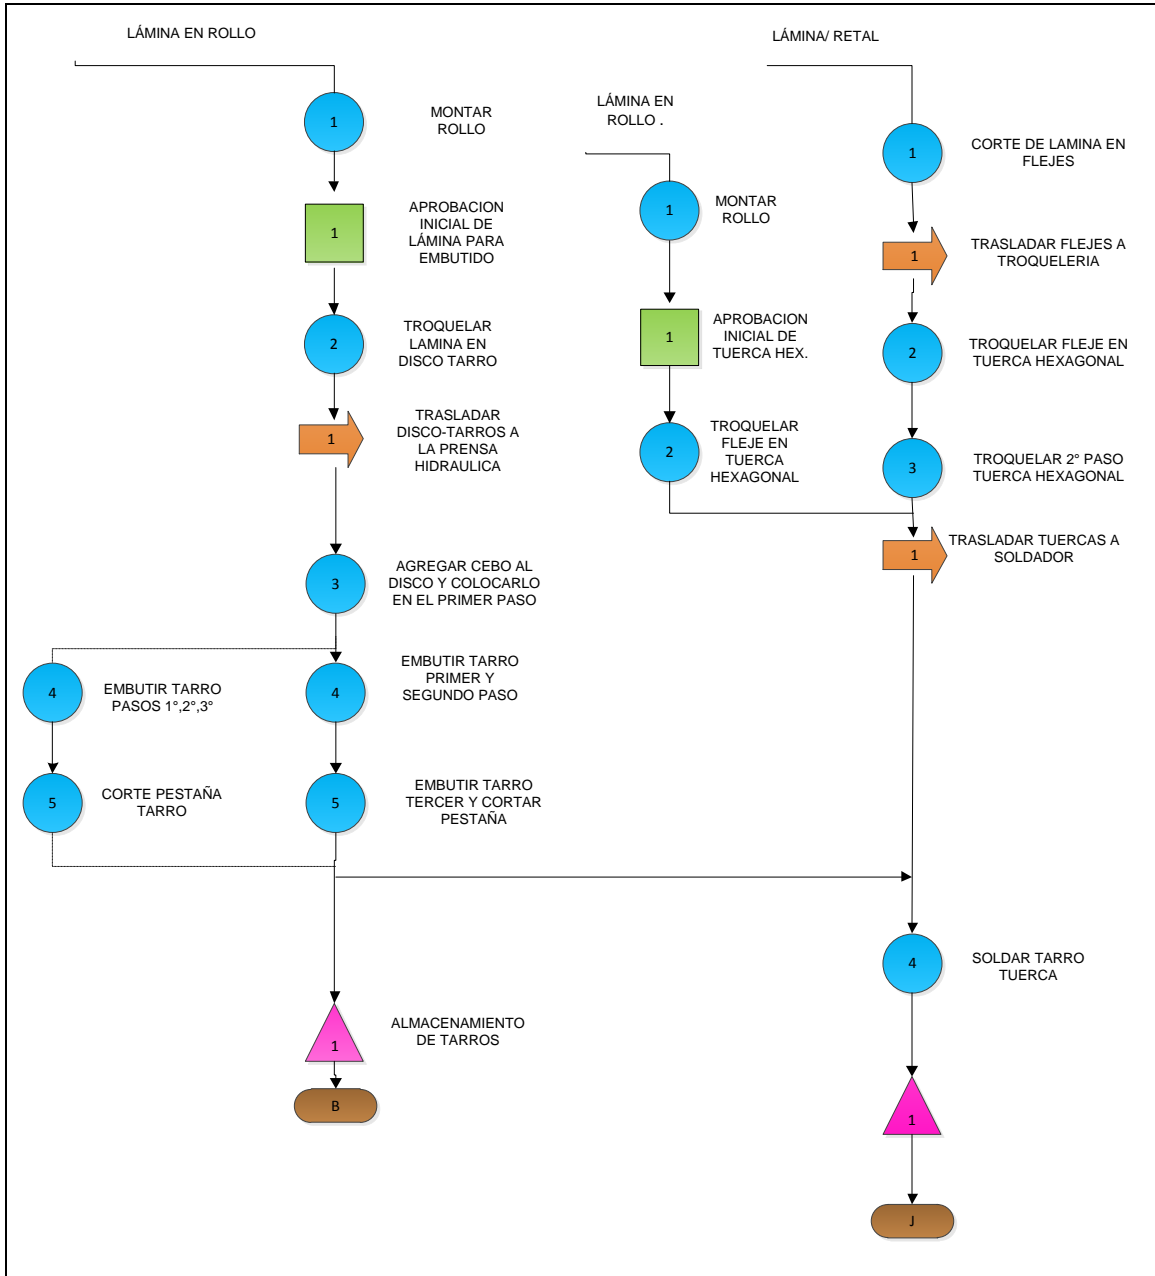 LÁMINA EN ROLLO
1
MONTAR
ROLLO
1
APROBACION
INICIAL DE
LÁMINA PARA
EMBUTIDO
2
TROQUELAR
LAMINA EN
DISCO TARRO
1
TRASLADAR
DISCO-TARROS A
LA PRENSA
HIDRAULICA
3
AGREGAR CEBO AL
DISCO Y COLOCARLO
EN EL PRIMER PASO
4
EMBUTIR TARRO
PASOS 1°,2°,3°
4
EMBUTIR TARRO
PRIMER Y
SEGUNDO PASO
5
CORTE PESTAÑA
TARRO
5
EMBUTIR TARRO
TERCER Y CORTAR
PESTAÑA
1
ALMACENAMIENTO
DE TARROS
B
LÁMINA EN
ROLLO .
1
MONTAR
ROLLO
1
APROBACION
INICIAL DE
TUERCA HEX.
2
TROQUELAR
FLEJE EN
TUERCA
HEXAGONAL
LÁMINA/ RETAL
1
CORTE DE LAMINA EN
FLEJES
1
TRASLADAR FLEJES A
TROQUELERIA
2
TROQUELAR FLEJE EN
TUERCA HEXAGONAL
3
TROQUELAR 2° PASO
TUERCA HEXAGONAL
1
TRASLADAR TUERCAS A
SOLDADOR
4
SOLDAR TARRO
TUERCA
1
J